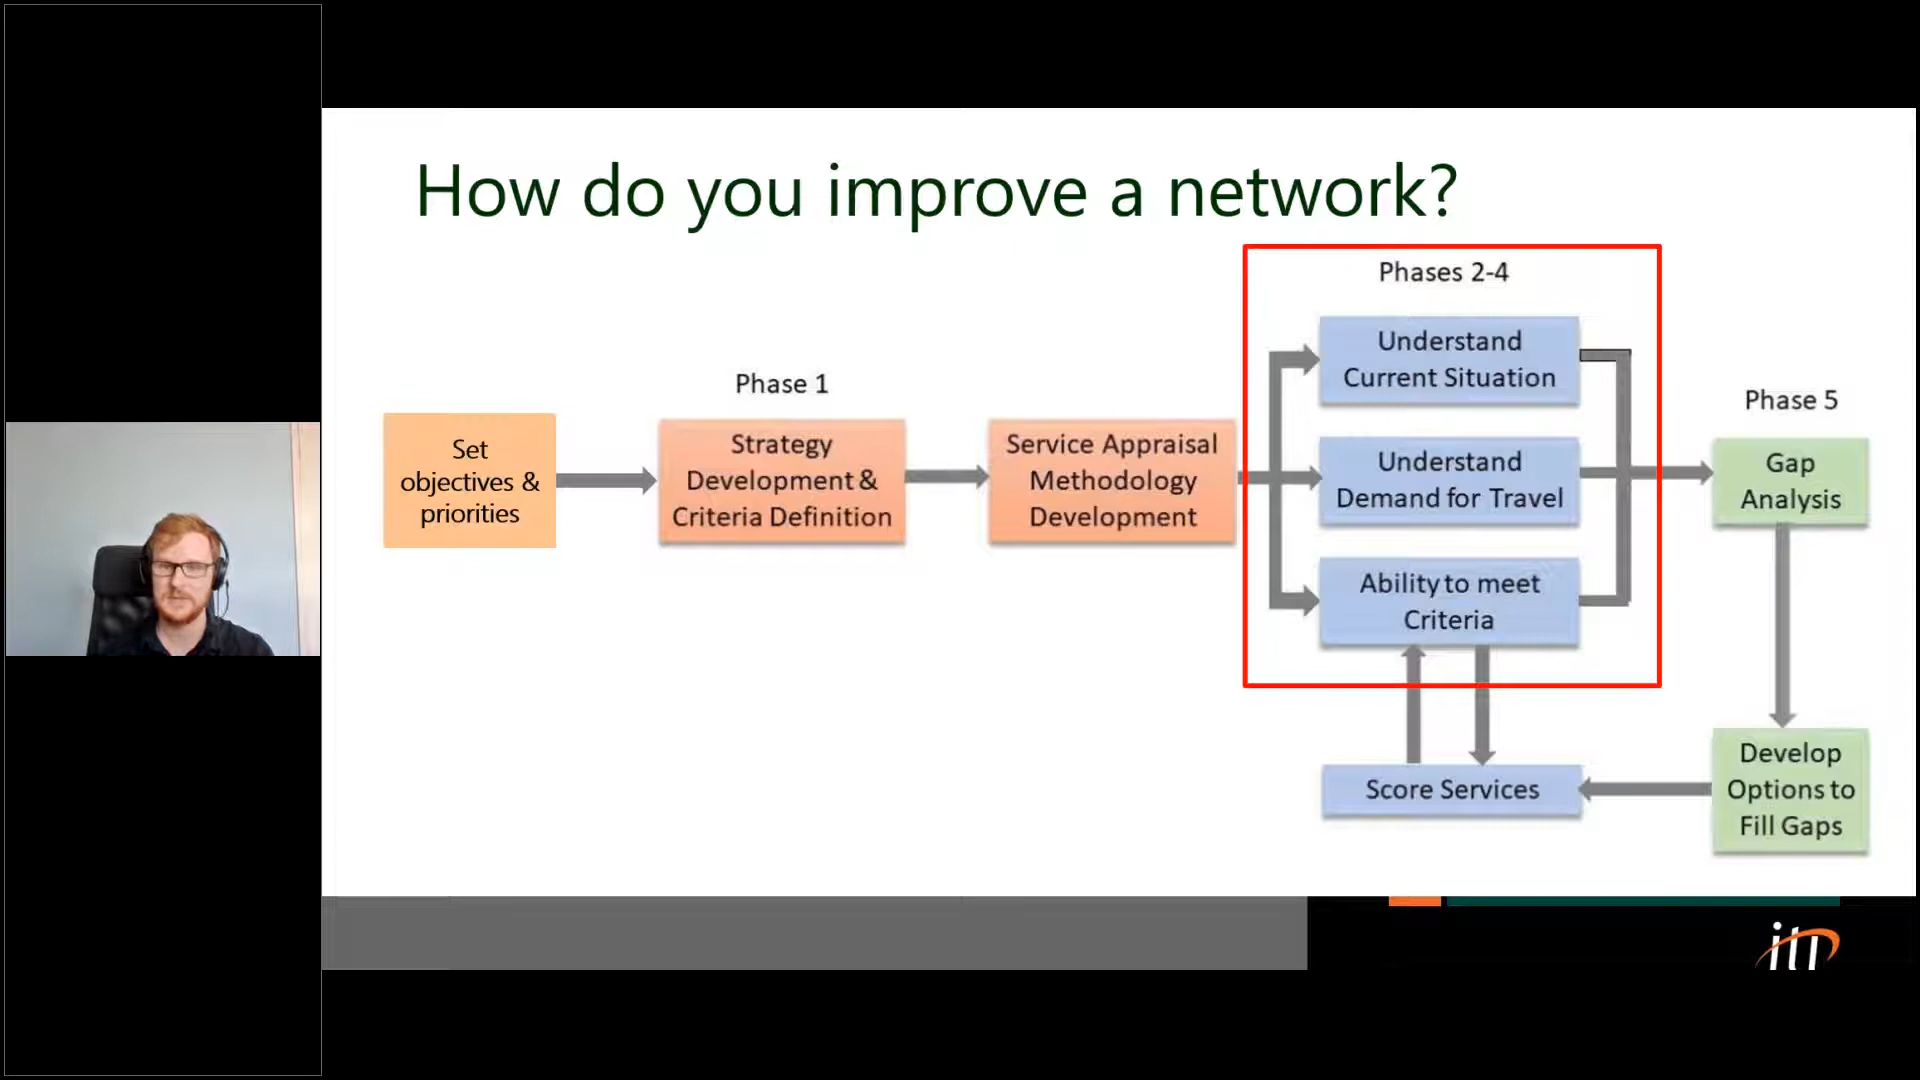 How do you improve a network?
Phases 2-4
Understand
Current Situation
Phase 1
Phase 5
Set
objectives &
priorities
Strategy
Development &
Criteria Definition
Service Appraisal
Methodology
Development
Understand
Demand for Travel
Gap
Analysis
Ability to meet
Criteria
Score Services
Develop
Options to
Fill Gaps
itp